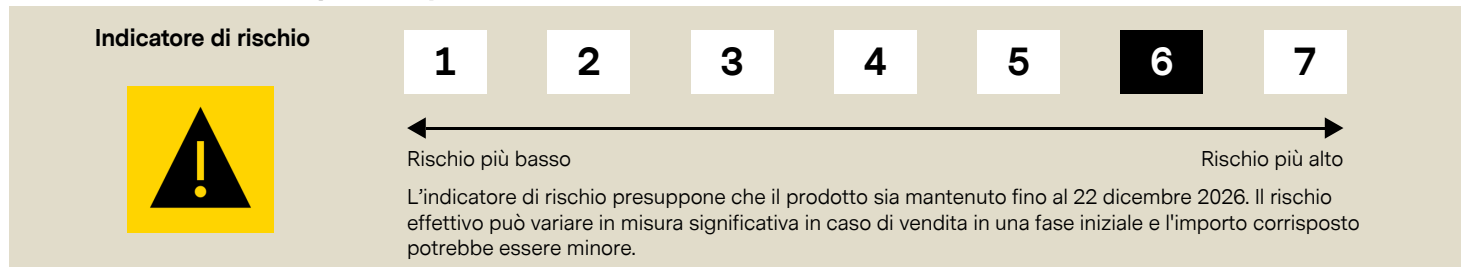 Indicatore di rischio
1 2 3 4 5 6 7
Rischio più basso Rischio più alto
L’indicatore di rischio presuppone che il prodotto sia mantenuto fino al 22 dicembre 2026. Il rischio
effettivo può variare in misura significativa in caso di vendita in una fase iniziale e l'importo corrisposto
potrebbe essere minore.